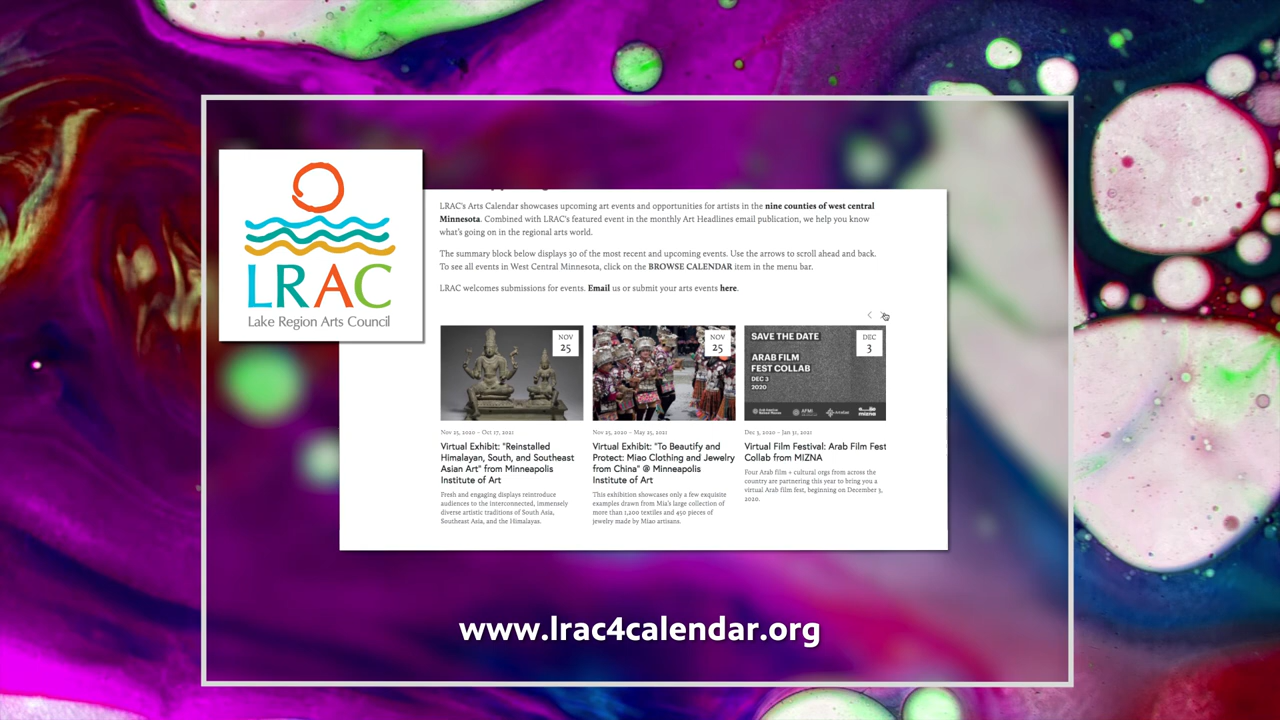 LRAC
Lake Region Arts Council
LRAC's Arts Calendar showcases upcoming art events and opportunities for artists in the nine counties of west central
Minnesota. Combined with LRAC's featured event in the monthly Art Headlines email publication, we help you know
what's going on in the regional arts world.
The summary block below displays 30 of the most recent and upcoming events. Use the arrows to scroll ahead and back.
To see all events in West Central Minnesota, click on the BROWSE CALENDAR item in the menu bar.
LRAC welcomes submissions for events. Email us or submit your arts events here.
NOV
25
Nov 25, 2020 – Oct 17, 2021
Virtual Exhibit: "Reinstalled
Himalayan, South, and Southeast
Asian Art" from Minneapolis
Institute of Art
Fresh and engaging displays reintroduce
audiences to the interconnected, immensely
diverse artistic traditions of South Asia,
Southeast Asia, and the Himalayas.
NOV
25
Nov 25, 2020 – May 25, 2021
Virtual Exhibit: "To Beautify and
Protect: Miao Clothing and Jewelry
from China" @ Minneapolis
Institute of Art
This exhibition showcases only a few exquisite
examples drawn from Mia's large collection of
more than 1,200 textiles and 450 pieces of
jewelry made by Miao artisans.
SAVE THE DATE
ARAB FILM
FEST COLLAB
DEC 3
2020
DEC
3
AFMI
mizna
Dec 3, 2020 – Jan 31, 2021
Virtual Film Festival: Arab Film Fest
Collab from MIZNA
Four Arab film + cultural orgs from across the
country are partnering this year to bring you a
virtual Arab film fest, beginning on December 3,
2020.
www.lrac4calendar.org